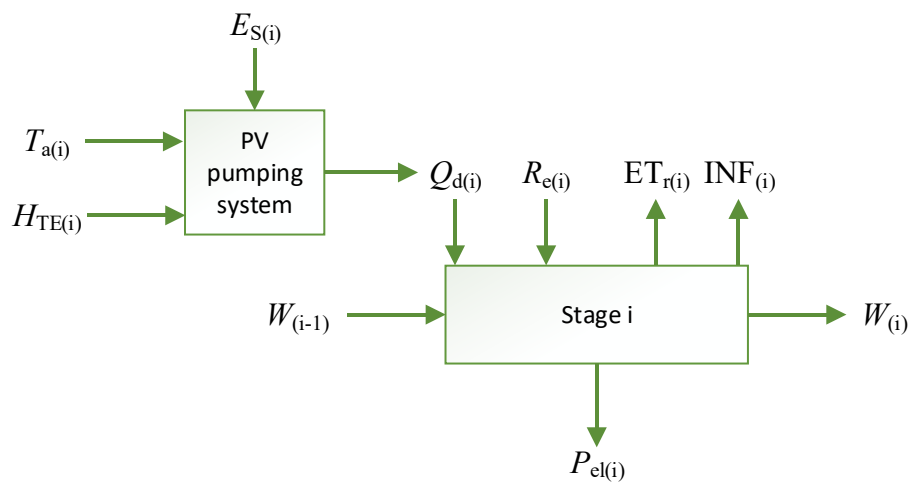 E_S(i)
T_a(i)
PV
pumping
system
H_TE(i)
Q_d(i) R_e(i) ET_r(i) INF_(i)
W_(i-1)
Stage i
W_(i)
P_el(i)